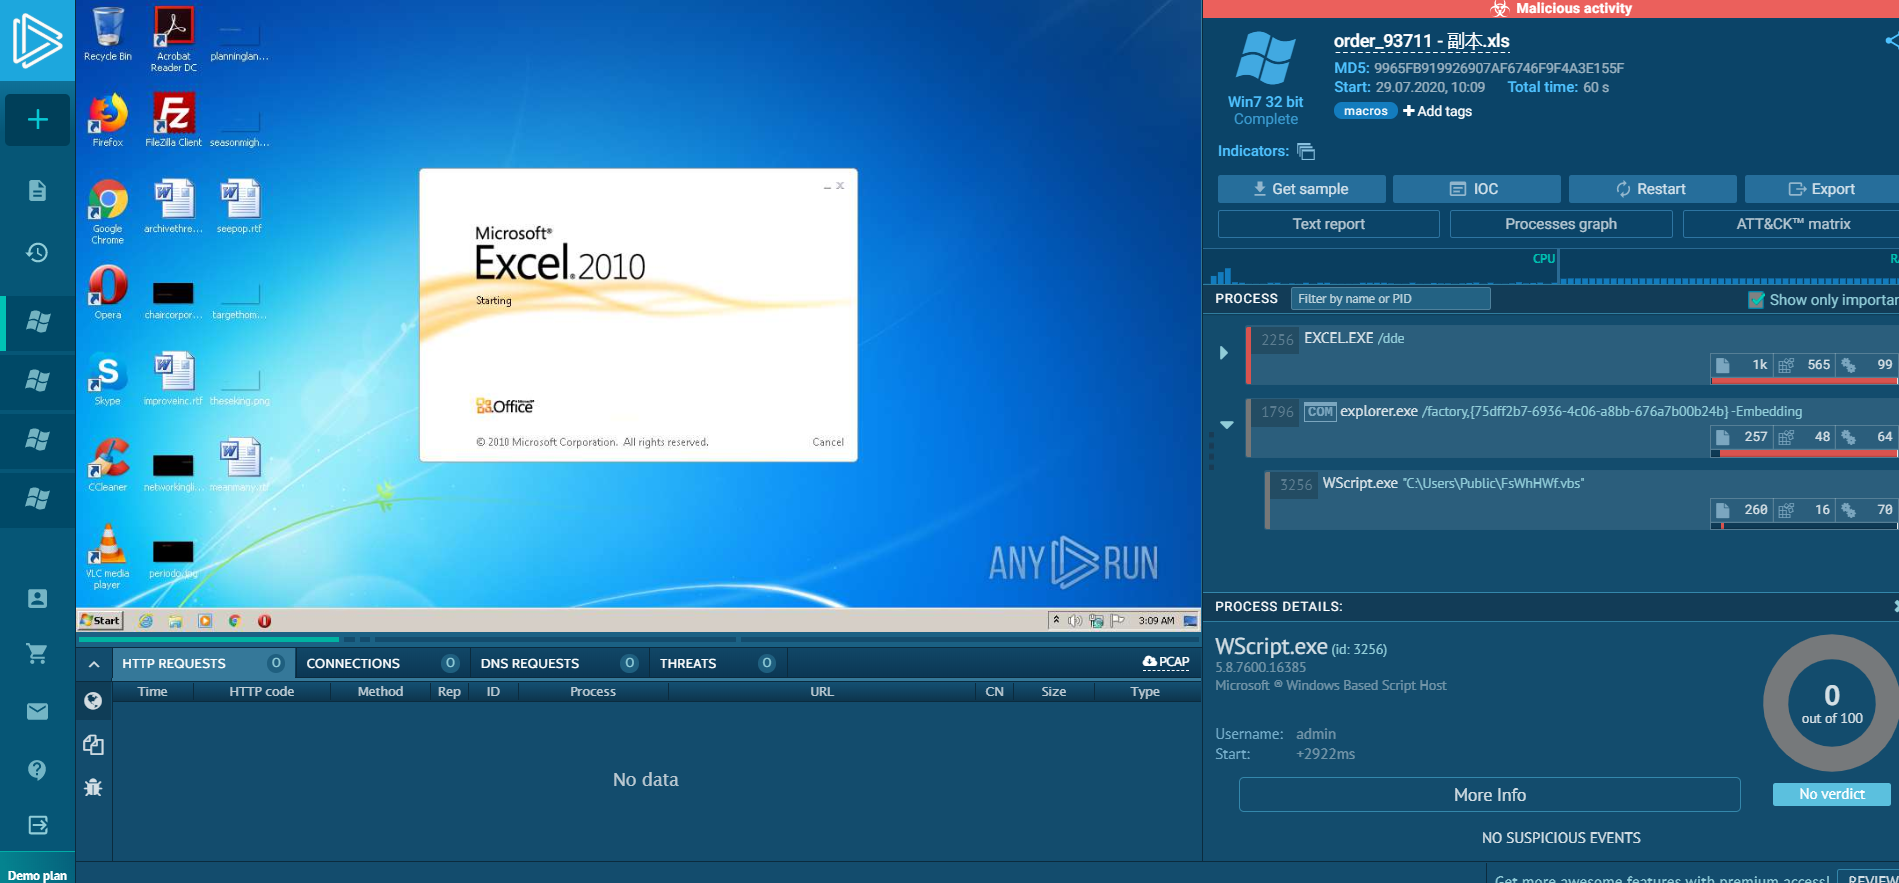 Recycle Bin
Acrobat
Reader DC
planninglan...
Firefox
FileZilla Client
seasonmigh...
Google
Chrome
archivethre...
seepop.rtf
Opera
chaircorpor...
targethom...
Skype
improveinc.rtf
theseking.png
CCleaner
networkingli...
meanmany.rtf
VLC media
player
periodo.jpg
Microsoft®
Excel® 2010
Starting
Office
© 2010 Microsoft Corporation. All rights reserved.
Cancel
ANY RUN
Start
3:09 AM
Malicious activity
order_93711 - 副本.xls
MD5: 9965FB919926907AF6746F9F4A3E155F
Start: 29.07.2020, 10:09 Total time: 60 s
Win7 32 bit
Complete
macros Add tags
Indicators:
Get sample
IOC
Restart
Export
Text report
Processes graph
ATT&CK™ matrix
CPU
PROCESS
Filter by name or PID
Show only importan
2256 EXCEL.EXE /dde
1k 565 99
1796 COM explorer.exe /factory,{75dff2b7-6936-4c06-a8bb-676a7b00b24b} -Embedding
257 48 64
3256 WScript.exe "C:\Users\Public\FsWhHWf.vbs"
260 16 70
PROCESS DETAILS:
WScript.exe (id: 3256)
5.8.7600.16385
Microsoft ® Windows Based Script Host
Username: admin
Start: +2922ms
0
out of 100
More Info
No verdict
NO SUSPICIOUS EVENTS
HTTP REQUESTS 0
CONNECTIONS 0
DNS REQUESTS 0
THREATS 0
PCAP
Time HTTP code Method Rep ID Process URL CN Size Type
No data
Demo plan
Get more awesome features with premium access!
REVIEW